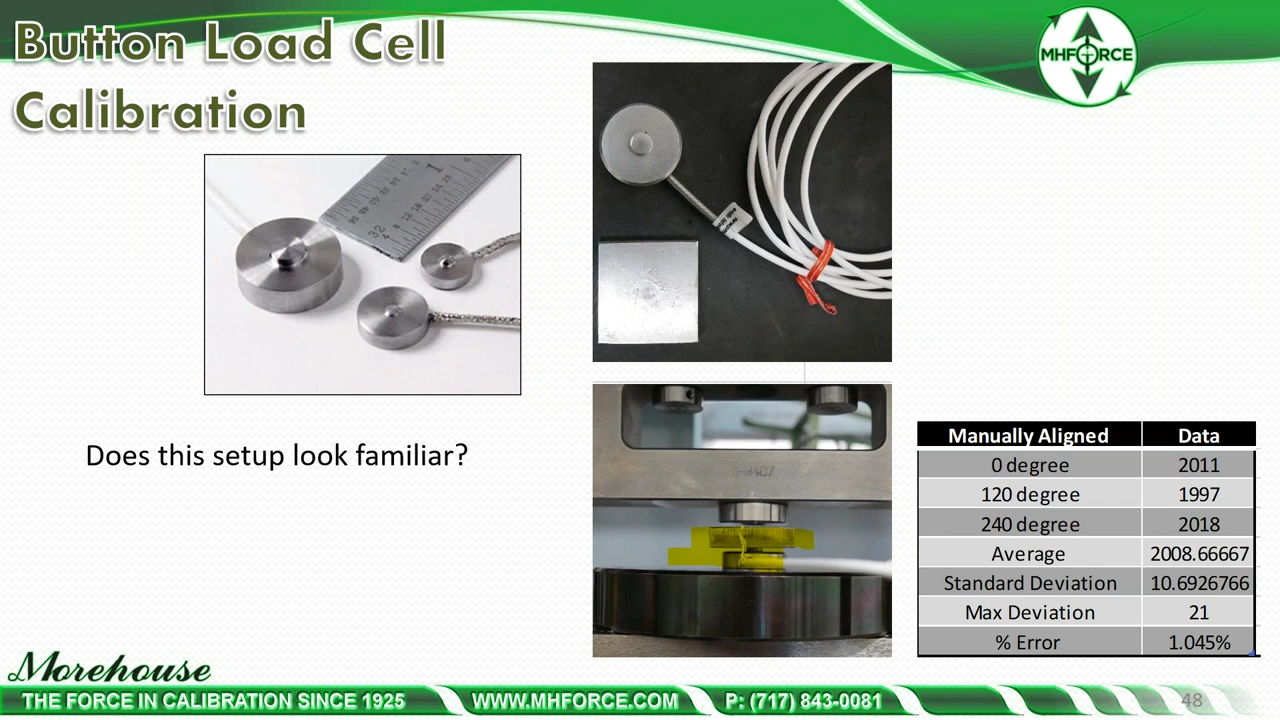 Button Load Cell
Calibration
MHFORCE
Does this setup look familiar?
Manually Aligned Data
0 degree 2011
120 degree 1997
240 degree 2018
Average 2008.66667
Standard Deviation 10.6926766
Max Deviation 21
% Error 1.045%
Morehouse
THE FORCE IN CALIBRATION SINCE 1925 WWW.MHFORCE.COM P: (717) 843-0081 48